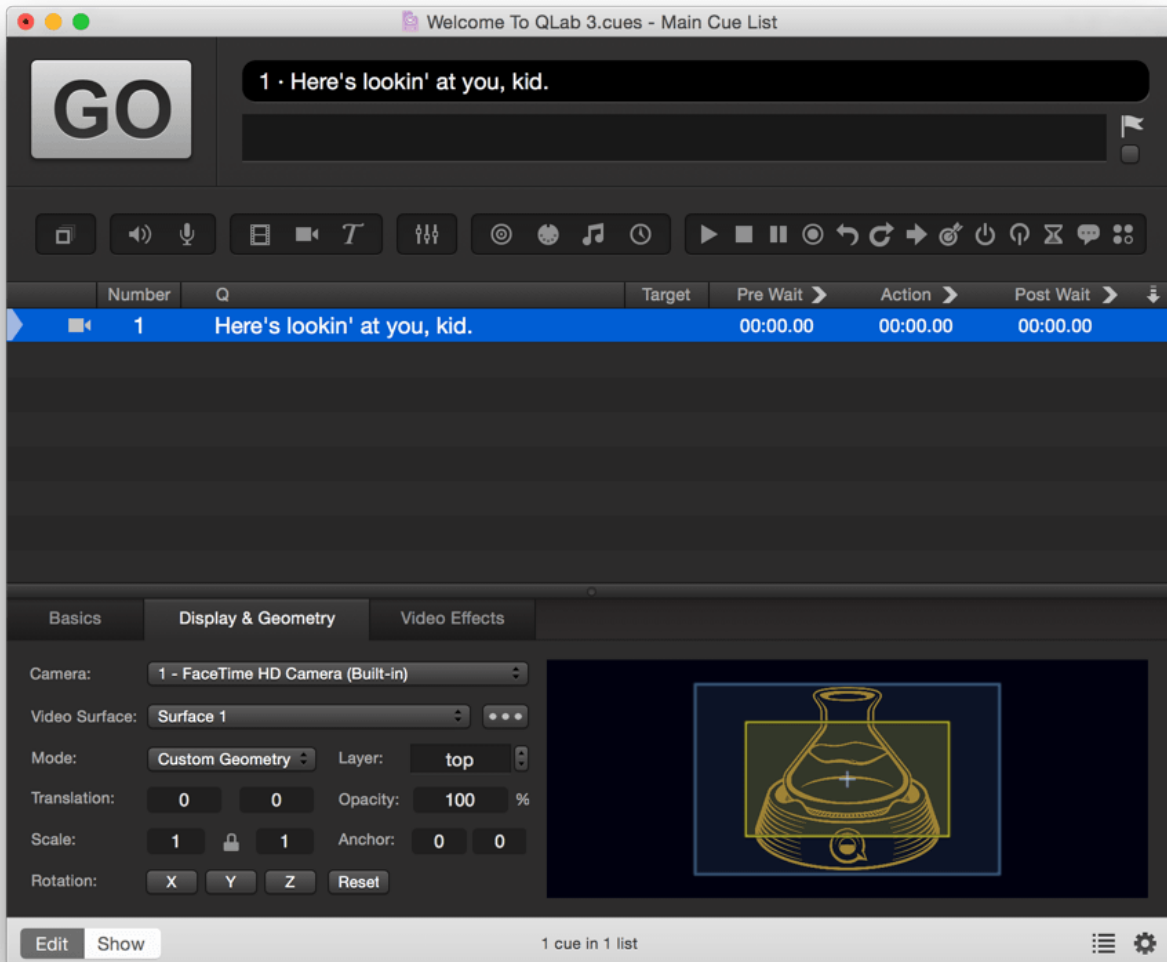 Welcome To QLab 3.cues - Main Cue List
GO
1 · Here's lookin' at you, kid.
T
Number Q Target Pre Wait Action Post Wait
1 Here's lookin' at you, kid. 00:00.00 00:00.00 00:00.00
Basics Display & Geometry Video Effects
Camera: 1 - FaceTime HD Camera (Built-in)
Video Surface: Surface 1
Mode: Custom Geometry Layer: top
Translation: 0 0 Opacity: 100 %
Scale: 1 1 Anchor: 0 0
Rotation: X Y Z Reset
Edit Show 1 cue in 1 list